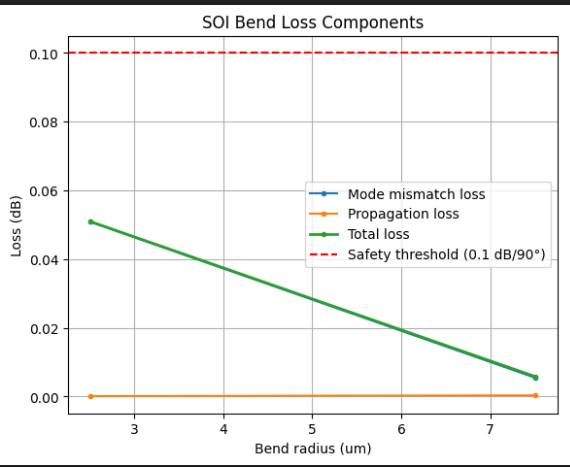 SOI Bend Loss Components
0.10
0.08
0.06
0.04
0.02
0.00
Loss (dB)
Mode mismatch loss
Propagation loss
Total loss
Safety threshold (0.1 dB/90°)
3 4 5 6 7
Bend radius (um)